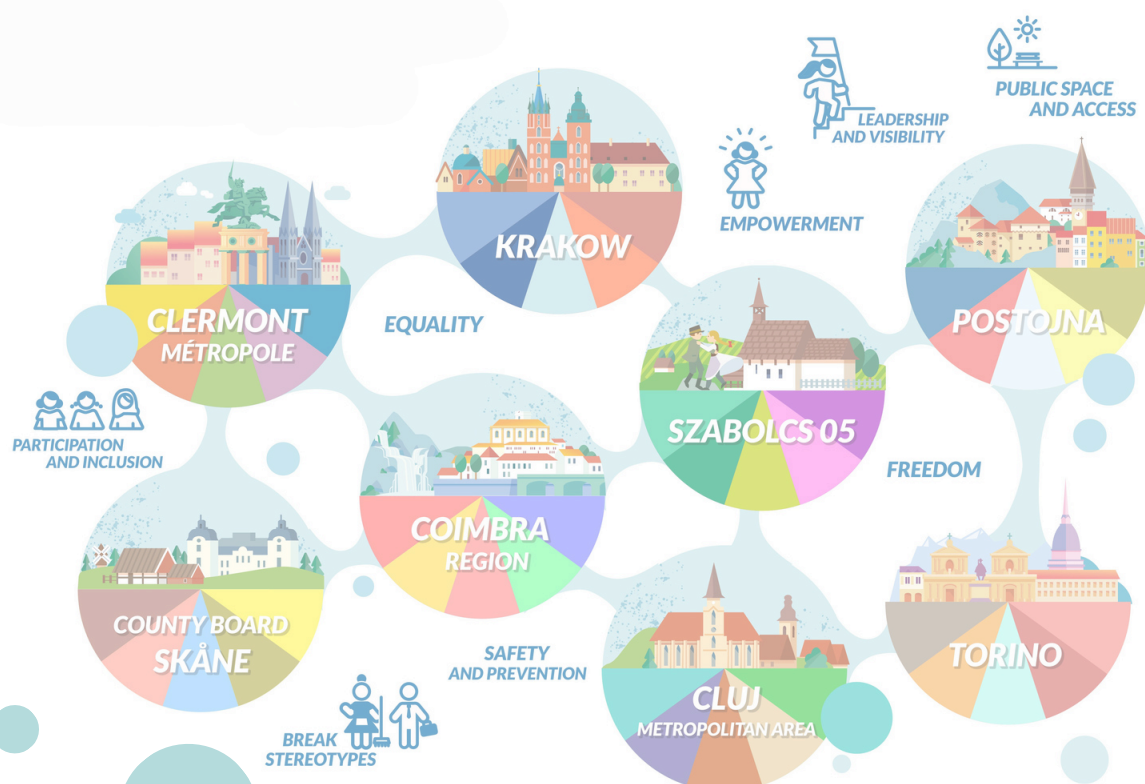 PUBLIC SPACE
AND ACCESS
LEADERSHIP
AND VISIBILITY
EMPOWERMENT
KRAKOW
CLERMONT
MÉTROPOLE
EQUALITY
POSTOJNA
SZABOLCS 05
PARTICIPATION
AND INCLUSION
FREEDOM
COIMBRA
REGION
COUNTY BOARD
SKÅNE
SAFETY
AND PREVENTION
TORINO
CLUJ
METROPOLITAN AREA
BREAK
STEREOTYPES